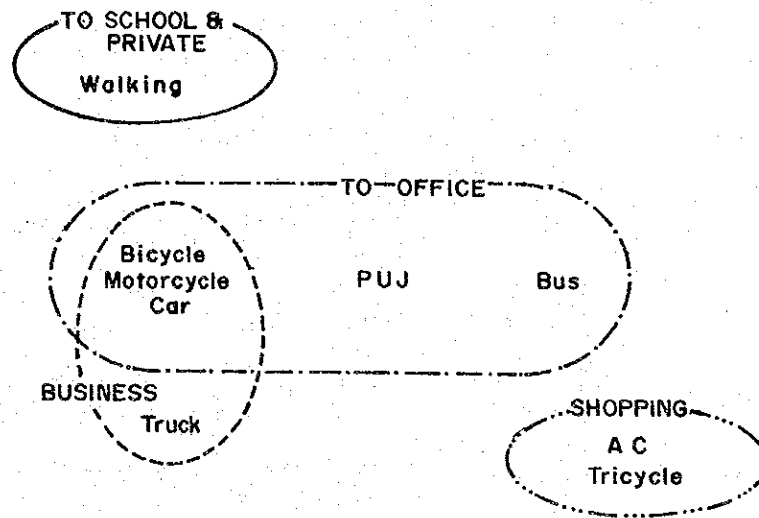 TO SCHOOL &
PRIVATE
Walking
TO OFFICE
Bicycle
Motorcycle
Car
PUJ
Bus
BUSINESS
Truck
SHOPPING
A C
Tricycle